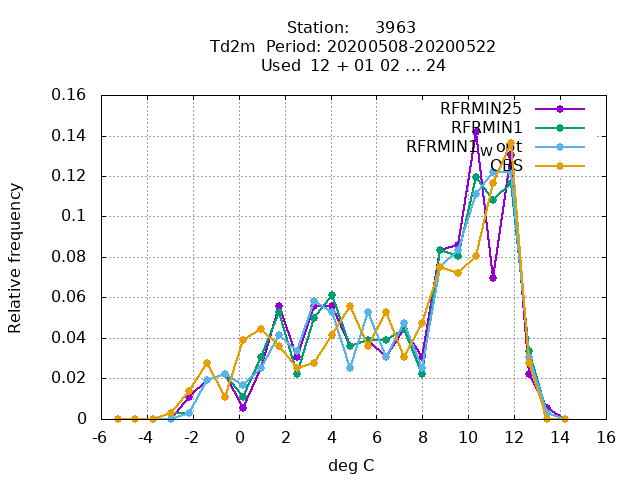 Station: 3963
Td2m Period: 20200508-20200522
Used 12 + 01 02 ... 24
0.16
0.14
0.12
0.1
0.08
0.06
0.04
0.02
0
-6 -4 -2 0 2 4 6 8 10 12 14 16
Relative frequency
deg C
RFRMIN25
RFRMIN1
RFRMIN1w out
OBS